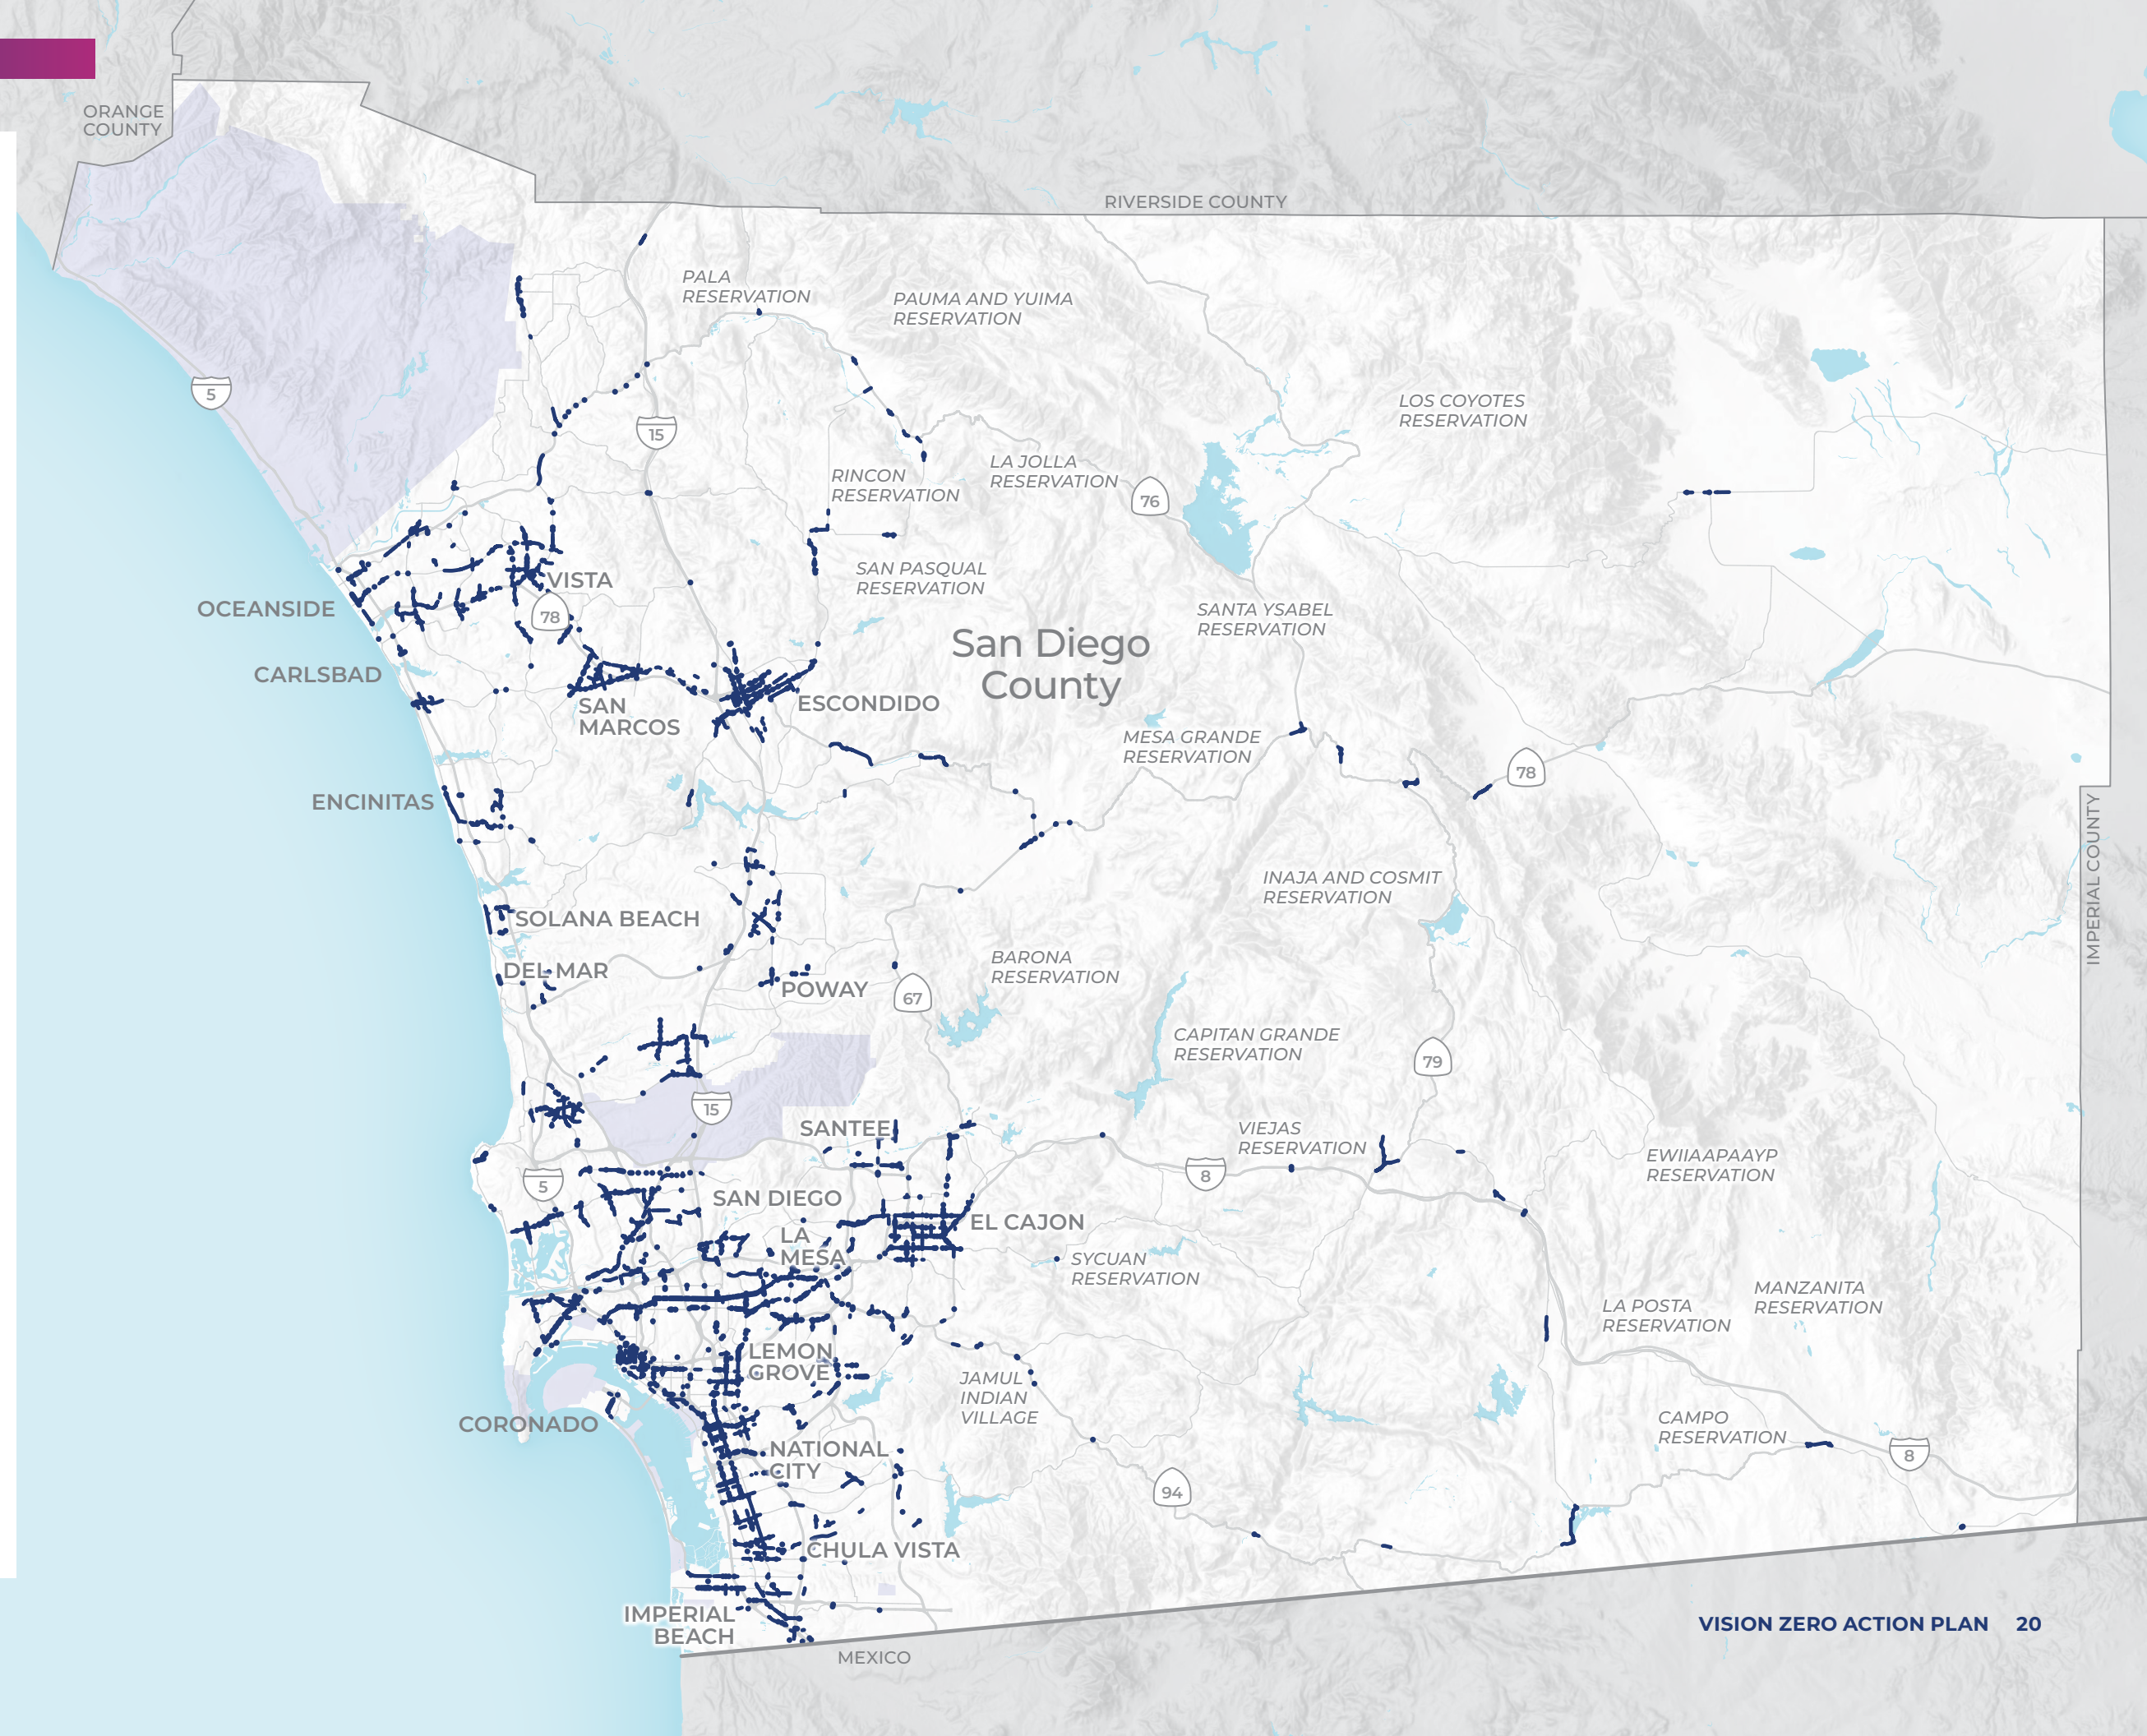 ORANGE
COUNTY
RIVERSIDE COUNTY
PALA
RESERVATION
PAUMA AND YUIMA
RESERVATION
5
15
LOS COYOTES
RESERVATION
RINCON
RESERVATION
LA JOLLA
RESERVATION
76
SAN PASQUAL
RESERVATION
VISTA
OCEANSIDE
78
SANTA YSABEL
RESERVATION
San Diego
County
CARLSBAD
SAN
MARCOS
ESCONDIDO
MESA GRANDE
RESERVATION
78
ENCINITAS
IMPERIAL COUNTY
INAJA AND COSMIT
RESERVATION
SOLANA BEACH
DEL MAR
POWAY
67
BARONA
RESERVATION
CAPITAN GRANDE
RESERVATION
79
15
SANTEE
VIEJAS
RESERVATION
8
EWIIAAPAAYP
RESERVATION
5
SAN DIEGO
EL CAJON
LA
MESA
SYCUAN
RESERVATION
MANZANITA
RESERVATION
LA POSTA
RESERVATION
LEMON
GROVE
JAMUL
INDIAN
VILLAGE
CORONADO
CAMPO
RESERVATION
8
NATIONAL
CITY
94
CHULA VISTA
IMPERIAL
BEACH
MEXICO
VISION ZERO ACTION PLAN 20